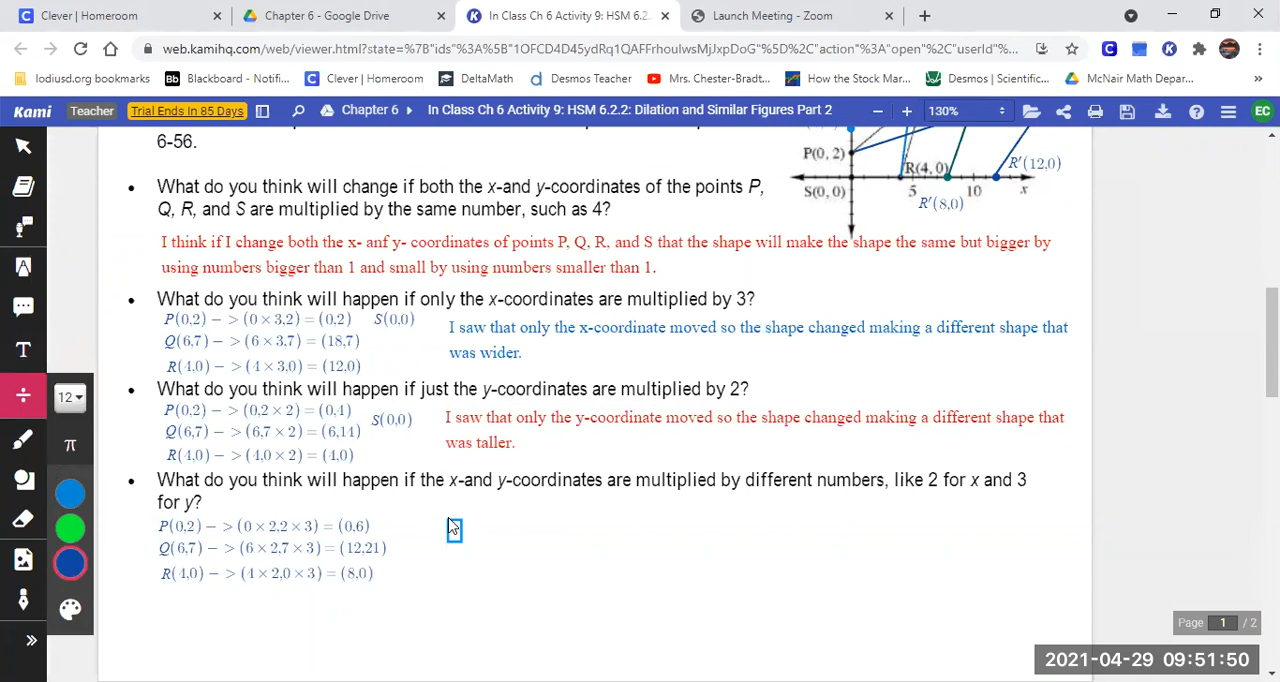 Clever | Homeroom
Chapter 6 - Google Drive
In Class Ch 6 Activity 9: HSM 6.2.2:
Launch Meeting - Zoom
web.kamihq.com/web/viewer.html?state=%7B"ids"%3A%5B"1OFCD4D45ydRq1QAFFrhoulwsMjJxpDoG"%5D%2C"action"%3A"open"%2C"userId"%...
lodiusd.org bookmarks
Blackboard - Notifi...
Clever | Homeroom
DeltaMath
Desmos Teacher
Mrs. Chester-Bradt...
How the Stock Mar...
Desmos | Scientific...
McNair Math Depar...
Kami
Teacher
Trial Ends In 85 Days
Chapter 6
In Class Ch 6 Activity 9: HSM 6.2.2: Dilation and Similar Figures Part 2
130%
EC
6-56.
P(0, 2)
R(4, 0)
R'(12,0)
S(0, 0)
5
10
x
R'(8,0)
• What do you think will change if both the x-and y-coordinates of the points P,
Q, R, and S are multiplied by the same number, such as 4?
I think if I change both the x- anf y- coordinates of points P, Q, R, and S that the shape will make the shape the same but bigger by
using numbers bigger than 1 and small by using numbers smaller than 1.
• What do you think will happen if only the x-coordinates are multiplied by 3?
P(0,2) − > (0 × 3,2) = (0,2) S(0,0)
Q(6,7) − > (6 × 3,7) = (18,7)
R(4,0) − > (4 × 3,0) = (12,0)
I saw that only the x-coordinate moved so the shape changed making a different shape that
was wider.
• What do you think will happen if just the y-coordinates are multiplied by 2?
P(0,2) − > (0,2 × 2) = (0,4)
Q(6,7) − > (6,7 × 2) = (6,14) S(0,0)
R(4,0) − > (4,0 × 2) = (4,0)
I saw that only the y-coordinate moved so the shape changed making a different shape that
was taller.
• What do you think will happen if the x-and y-coordinates are multiplied by different numbers, like 2 for x and 3
for y?
P(0,2) − > (0 × 2,2 × 3) = (0,6)
Q(6,7) − > (6 × 2,7 × 3) = (12,21)
R(4,0) − > (4 × 2,0 × 3) = (8,0)
12
π
T
A
Page 1 / 2
2021-04-29 09:51:50